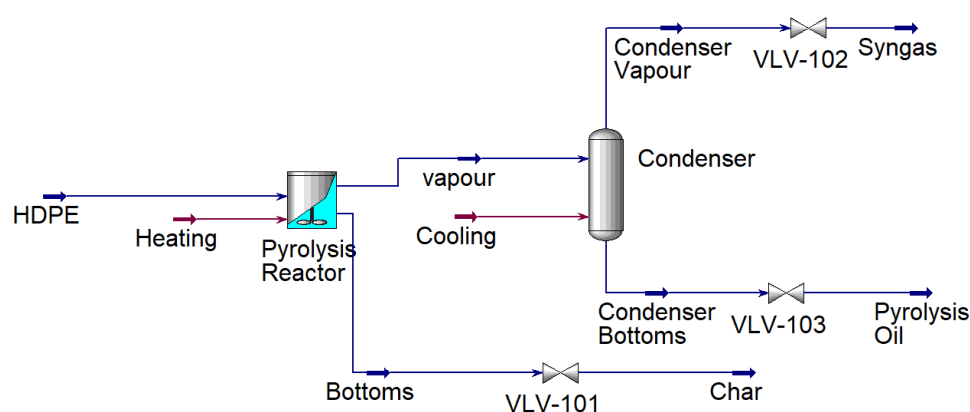 Condenser
Vapour
VLV-102
Syngas
Condenser
vapour
HDPE
Heating
Pyrolysis
Reactor
Cooling
Condenser
Bottoms
VLV-103
Pyrolysis
Oil
Bottoms
VLV-101
Char